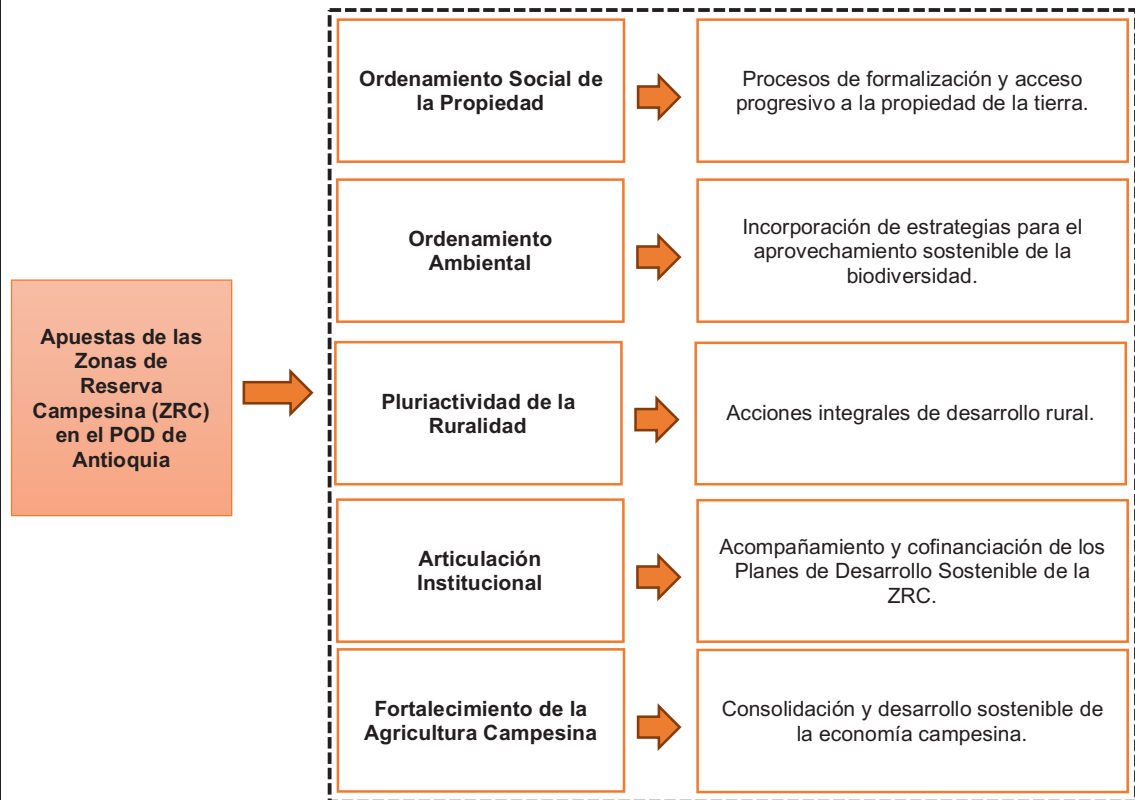 Apuestas de las
Zonas de
Reserva
Campesina (ZRC)
en el POD de
Antioquia
Ordenamiento Social de
la Propiedad
Procesos de formalización y acceso
progresivo a la propiedad de la tierra.
Ordenamiento
Ambiental
Incorporación de estrategias para el
aprovechamiento sostenible de la
biodiversidad.
Pluriactividad de la
Ruralidad
Acciones integrales de desarrollo rural.
Articulación
Institucional
Acompañamiento y cofinanciación de los
Planes de Desarrollo Sostenible de la
ZRC.
Fortalecimiento de la
Agricultura Campesina
Consolidación y desarrollo sostenible de
la economía campesina.